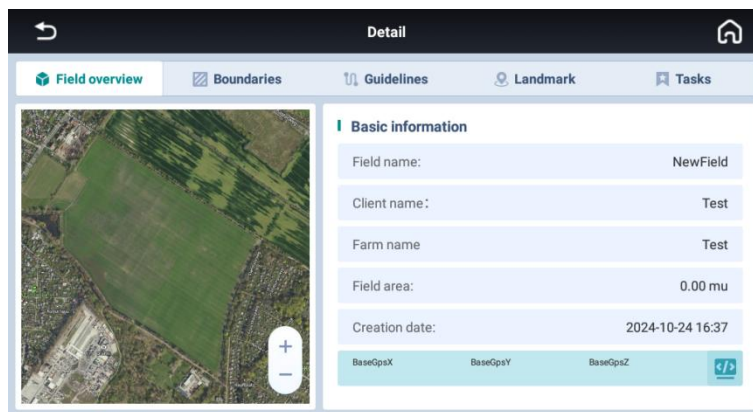 Detail
Field overview Boundaries Guidelines Landmark Tasks
Basic information
Field name: NewField
Client name: Test
Farm name Test
Field area: 0.00 mu
Creation date: 2024-10-24 16:37
BaseGpsX BaseGpsY BaseGpsZ